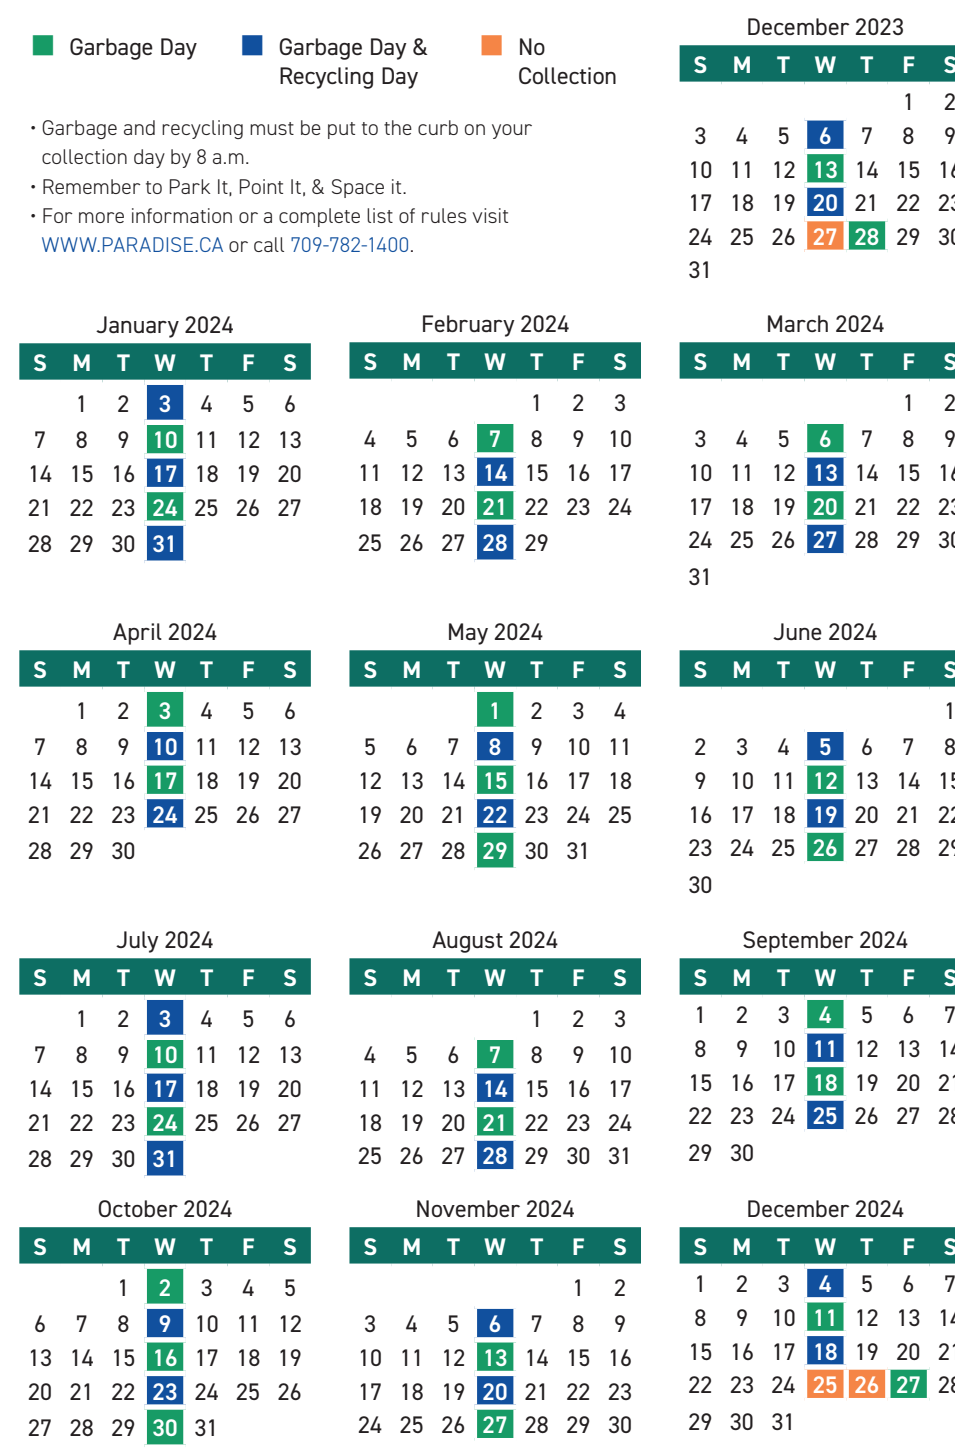 Garbage Day
Garbage Day &
Recycling Day
No
Collection
• Garbage and recycling must be put to the curb on your
collection day by 8 a.m.
• Remember to Park It, Point It, & Space it.
• For more information or a complete list of rules visit
WWW.PARADISE.CA or call 709-782-1400.
December 2023
S M T W T F S
1 2
3 4 5 6 7 8 9
10 11 12 13 14 15 16
17 18 19 20 21 22 23
24 25 26 27 28 29 30
31
January 2024
S M T W T F S
1 2 3 4 5 6
7 8 9 10 11 12 13
14 15 16 17 18 19 20
21 22 23 24 25 26 27
28 29 30 31
February 2024
S M T W T F S
1 2 3
4 5 6 7 8 9 10
11 12 13 14 15 16 17
18 19 20 21 22 23 24
25 26 27 28 29
March 2024
S M T W T F S
1 2
3 4 5 6 7 8 9
10 11 12 13 14 15 16
17 18 19 20 21 22 23
24 25 26 27 28 29 30
31
April 2024
S M T W T F S
1 2 3 4 5 6
7 8 9 10 11 12 13
14 15 16 17 18 19 20
21 22 23 24 25 26 27
28 29 30
May 2024
S M T W T F S
1 2 3 4
5 6 7 8 9 10 11
12 13 14 15 16 17 18
19 20 21 22 23 24 25
26 27 28 29 30 31
June 2024
S M T W T F S
1
2 3 4 5 6 7 8
9 10 11 12 13 14 15
16 17 18 19 20 21 22
23 24 25 26 27 28 29
30
July 2024
S M T W T F S
1 2 3 4 5 6
7 8 9 10 11 12 13
14 15 16 17 18 19 20
21 22 23 24 25 26 27
28 29 30 31
August 2024
S M T W T F S
1 2 3
4 5 6 7 8 9 10
11 12 13 14 15 16 17
18 19 20 21 22 23 24
25 26 27 28 29 30 31
September 2024
S M T W T F S
1 2 3 4 5 6 7
8 9 10 11 12 13 14
15 16 17 18 19 20 21
22 23 24 25 26 27 28
29 30
October 2024
S M T W T F S
1 2 3 4 5
6 7 8 9 10 11 12
13 14 15 16 17 18 19
20 21 22 23 24 25 26
27 28 29 30 31
November 2024
S M T W T F S
1 2
3 4 5 6 7 8 9
10 11 12 13 14 15 16
17 18 19 20 21 22 23
24 25 26 27 28 29 30
December 2024
S M T W T F S
1 2 3 4 5 6 7
8 9 10 11 12 13 14
15 16 17 18 19 20 21
22 23 24 25 26 27 28
29 30 31